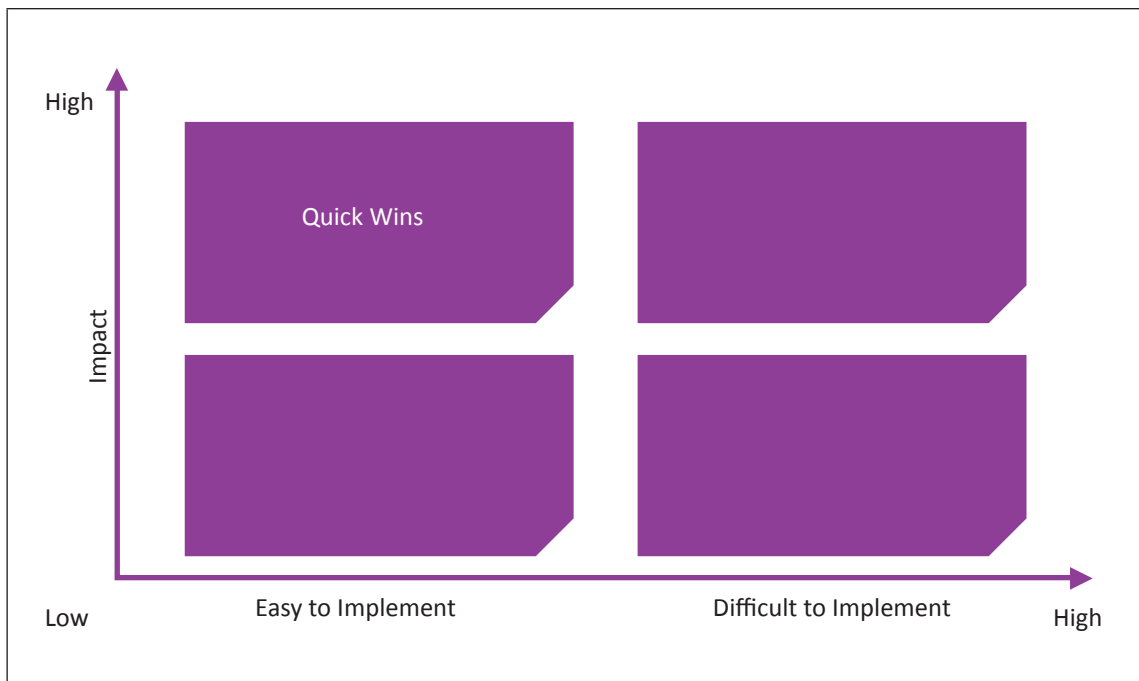 High
Quick Wins
Impact
Easy to Implement
Difficult to Implement
Low
High